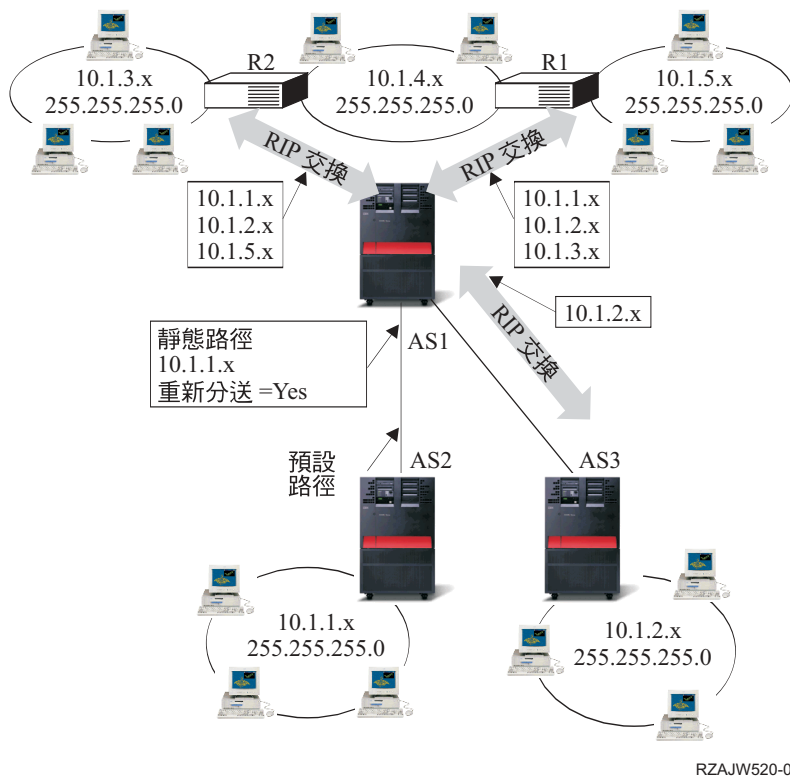 R2
R1
10.1.3.x
255.255.255.0
10.1.4.x
255.255.255.0
10.1.5.x
255.255.255.0
RIP 交換
RIP 交換
10.1.1.x
10.1.2.x
10.1.5.x
10.1.1.x
10.1.2.x
10.1.3.x
10.1.2.x
RIP 交換
靜態路徑
10.1.1.x
重新分送 =Yes
AS1
預設
路徑
AS2
AS3
10.1.1.x
255.255.255.0
10.1.2.x
255.255.255.0
RZAJW520-0